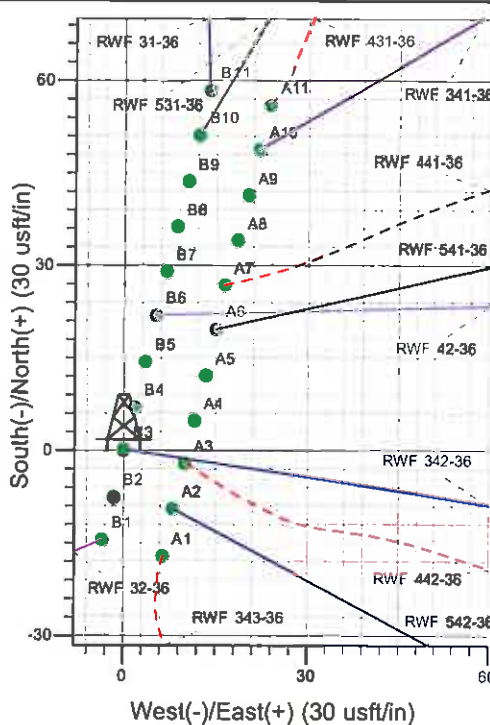 RWF 31-36
431-36
60
B11
A11
341-36
RWF 531-36
B10
A10
441-36
B9
A9
B8
A8
541-36
B7
A7
30
B6
A6
42-36
RWF
B5
A5
B4
A4
B3
A3
0
RWF 342-36
B2
A2
B1
A1
RWF
442-36
RWF 32-36
RWF 343-36
RWF
542-36
-30
0
30
60
South(-)/North(+) (30 usft/in)
West(-)/East(+) (30 usft/in)